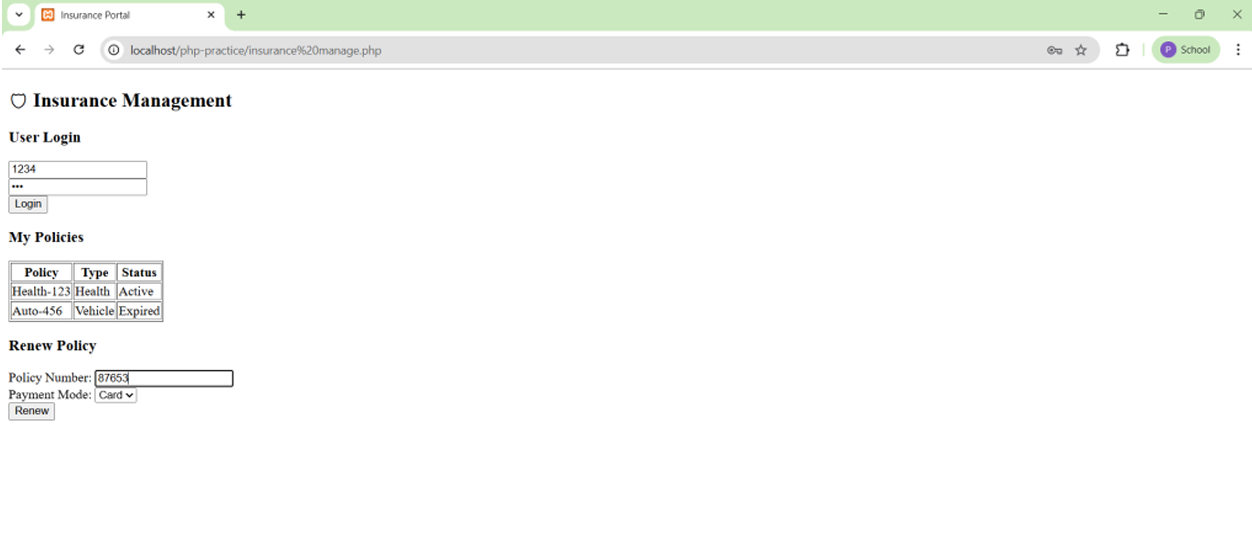 Insurance Portal
localhost/php-practice/insurance%20manage.php
P School
Insurance Management
User Login
1234
•••
Login
My Policies
Policy Type Status
Health-123 Health Active
Auto-456 Vehicle Expired
Renew Policy
Policy Number: 87653
Payment Mode: Card
Renew